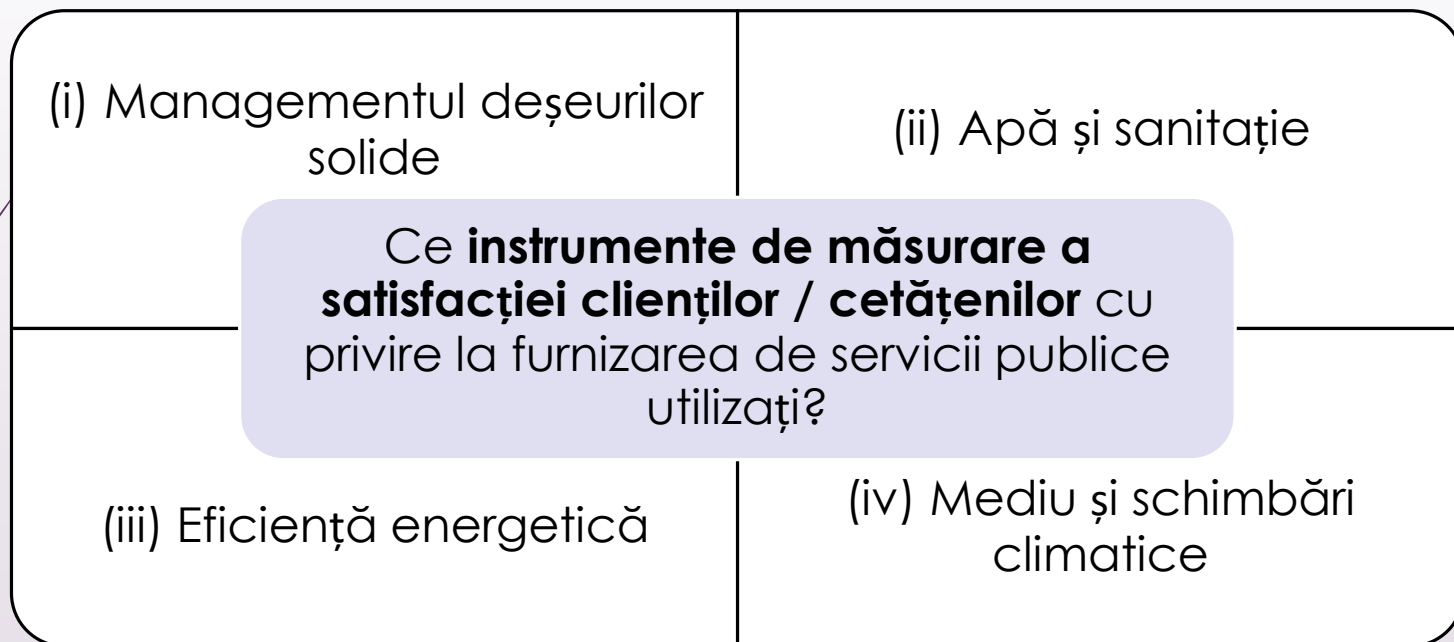 (i) Managementul deșeurilor
solide
(ii) Apă și sanitație
Ce instrumente de măsurare a
satisfacției clienților / cetățenilor cu
privire la furnizarea de servicii publice
utilizați?
(iii) Eficiență energetică
(iv) Mediu și schimbări
climatice